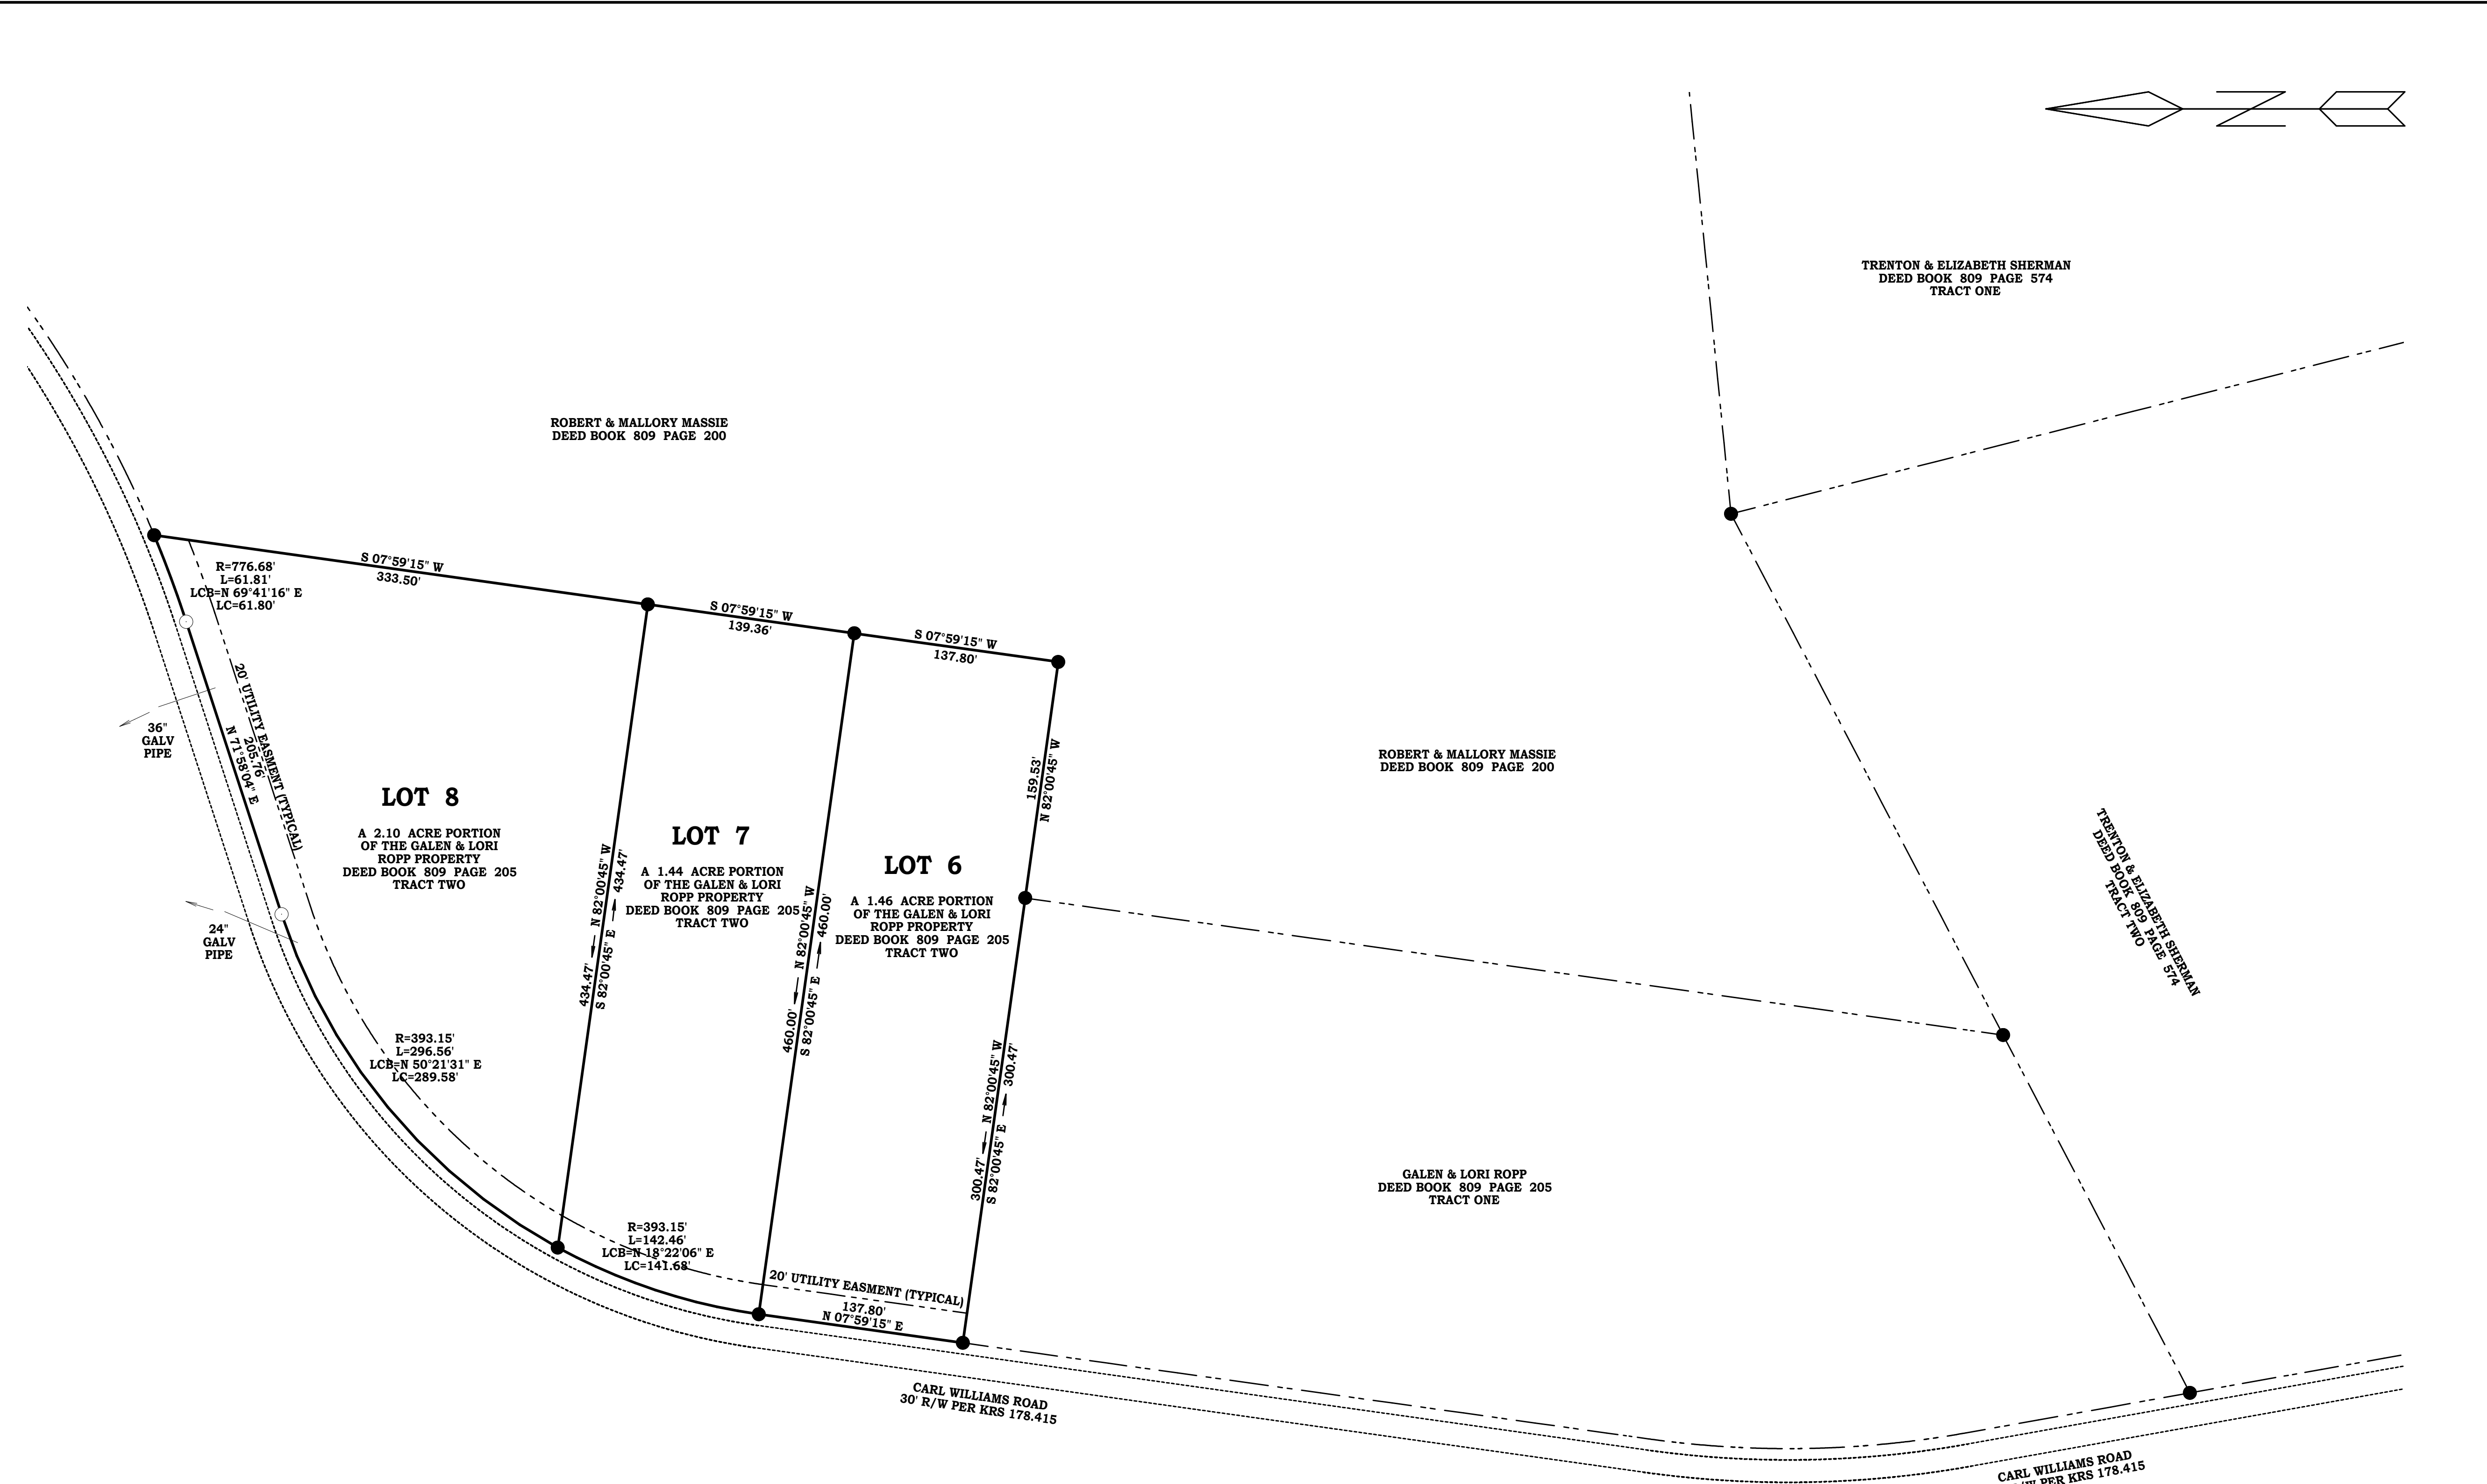 N
TRENTON & ELIZABETH SHERMAN
DEED BOOK 809 PAGE 574
TRACT ONE
ROBERT & MALLORY MASSIE
DEED BOOK 809 PAGE 200
S 07°59'15" W
333.50'
R=776.68'
L=61.81'
LCB=N 69°41'16" E
LC=61.80'
S 07°59'15" W
139.36'
S 07°59'15" W
137.80'
20' UTILITY EASMENT (TYPICAL)
205.76'
N 71°58'04" E
36"
GALV
PIPE
159.53'
N 82°00'45" W
ROBERT & MALLORY MASSIE
DEED BOOK 809 PAGE 200
LOT 8
A 2.10 ACRE PORTION
OF THE GALEN & LORI
ROPP PROPERTY
DEED BOOK 809 PAGE 205
TRACT TWO
LOT 7
A 1.44 ACRE PORTION
OF THE GALEN & LORI
ROPP PROPERTY
DEED BOOK 809 PAGE 205
TRACT TWO
LOT 6
A 1.46 ACRE PORTION
OF THE GALEN & LORI
ROPP PROPERTY
DEED BOOK 809 PAGE 205
TRACT TWO
TRENTON & ELIZABETH SHERMAN
DEED BOOK 809 PAGE 574
TRACT TWO
24"
GALV
PIPE
434.47' N 82°00'45" W
S 82°00'45" E 434.47'
460.00' N 82°00'45" W
S 82°00'45" E 460.00'
300.47' N 82°00'45" W
S 82°00'45" E 300.47'
R=393.15'
L=296.56'
LCB=N 50°21'31" E
LC=289.58'
GALEN & LORI ROPP
DEED BOOK 809 PAGE 205
TRACT ONE
R=393.15'
L=142.46'
LCB=N 18°22'06" E
LC=141.68'
20' UTILITY EASMENT (TYPICAL)
137.80'
N 07°59'15" E
CARL WILLIAMS ROAD
30' R/W PER KRS 178.415
CARL WILLIAMS ROAD
PER KRS 178.415